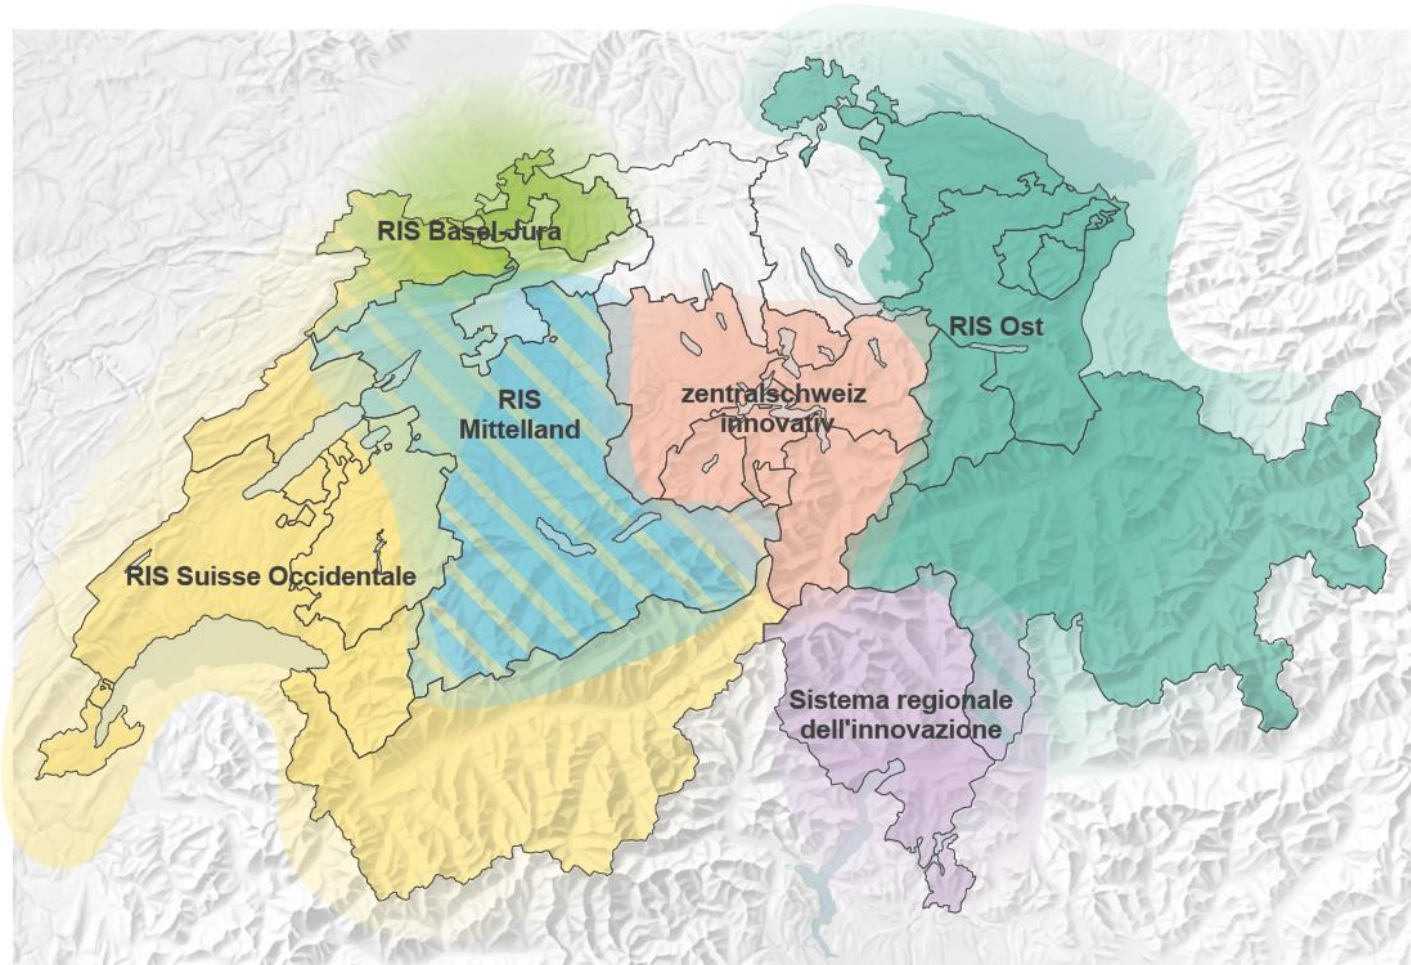 RIS Basel-Jura
RIS Ost
RIS
Mittelland
zentralschweiz
innovativ
RIS Suisse Occidentale
Sistema regionale
dell'innovazione